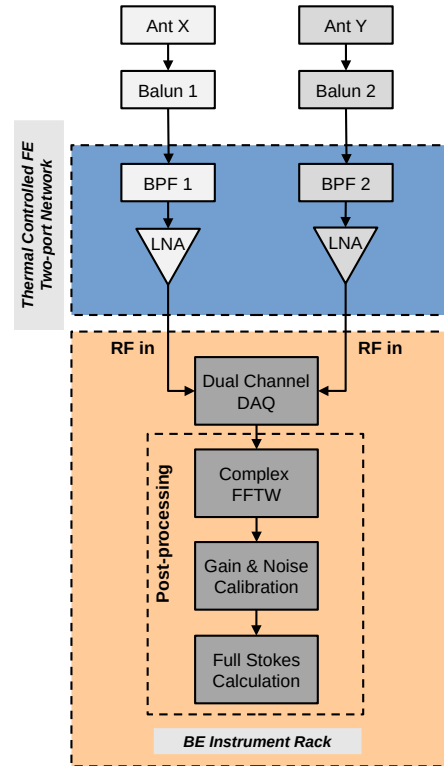 Ant X
Ant Y
Balun 1
Balun 2
Thermal Controlled FE
Two-port Network
BPF 1
BPF 2
LNA
LNA
RF in
RF in
Dual Channel
DAQ
Post-processing
Complex
FFTW
Gain & Noise
Calibration
Full Stokes
Calculation
BE Instrument Rack